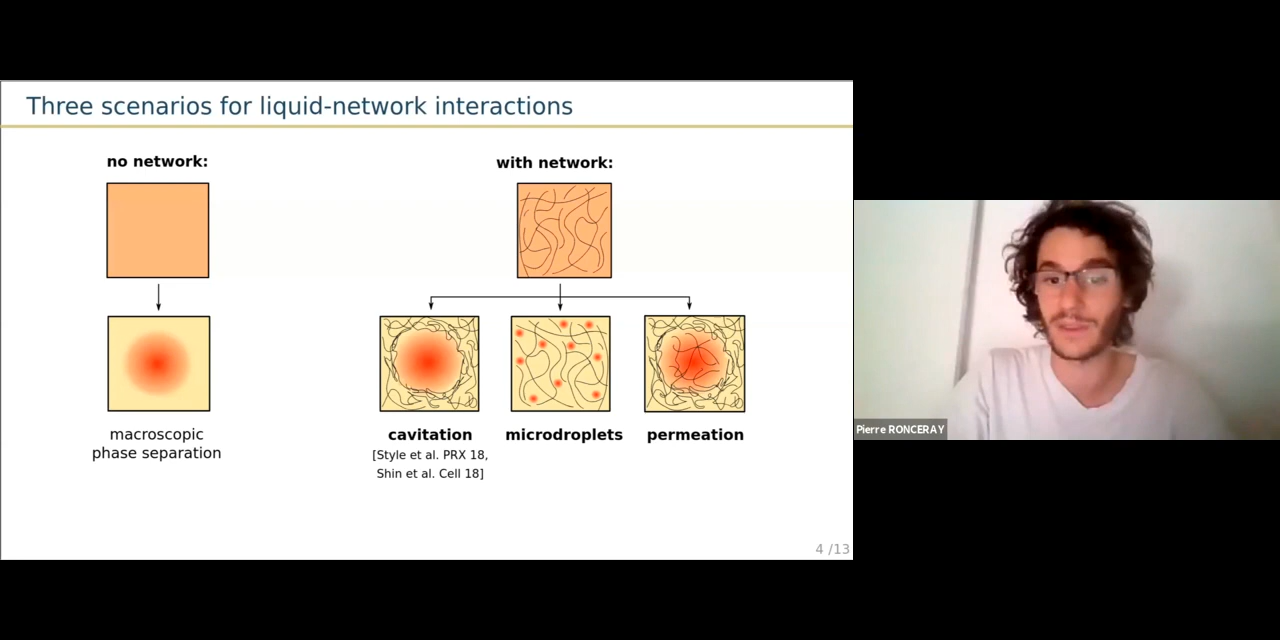 Three scenarios for liquid-network interactions
no network:
with network:
macroscopic
phase separation
cavitation
[Style et al. PRX 18,
Shin et al. Cell 18]
microdroplets
permeation
4 /13
Pierre RONCERAY